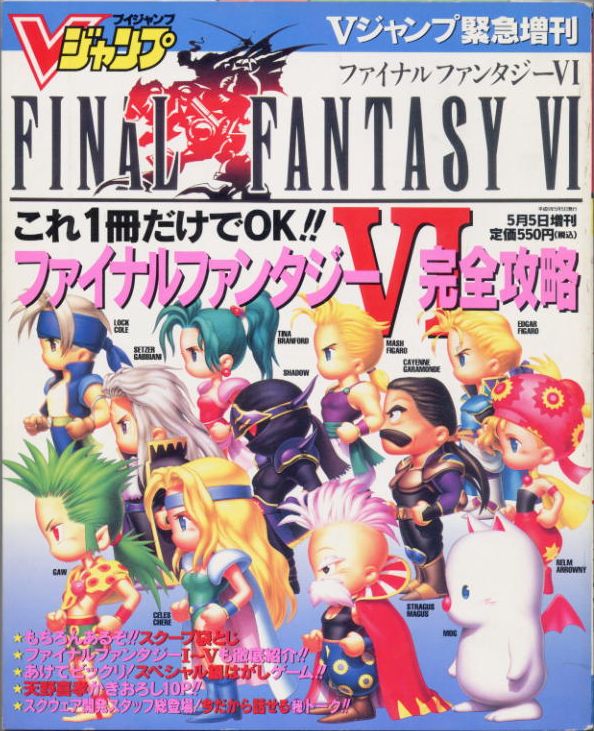 ブイジャンプ
Vジャンプ
Vジャンプ緊急増刊
ファイナルファンタジーVI
FINAL FANTASY VI
これ1冊だけでOK!!
5月5日増刊
定価550円(税込)
ファイナルファンタジーVI完全攻略
LOCK
COLE
SETZER
GABBIANI
TINA
BRANFORD
SHADOW
MASH
FIGARO
CAYENNE
GARAMONDE
EDGAR
FIGARO
GAW
CELES
CHERE
STRAGUS
MAGUS
MOG
RELM
ARROWNY
★もちろんあるぞ!!スクープ袋とじ
★ファイナルファンタジーI〜Vも徹底紹介!!
★あけてビックリ!スペシャル銀はがしゲーム!!
★天野喜孝かきおろし10P!!
★スクウェア開発スタッフ総登場!今だから話せる㊙トーク!!